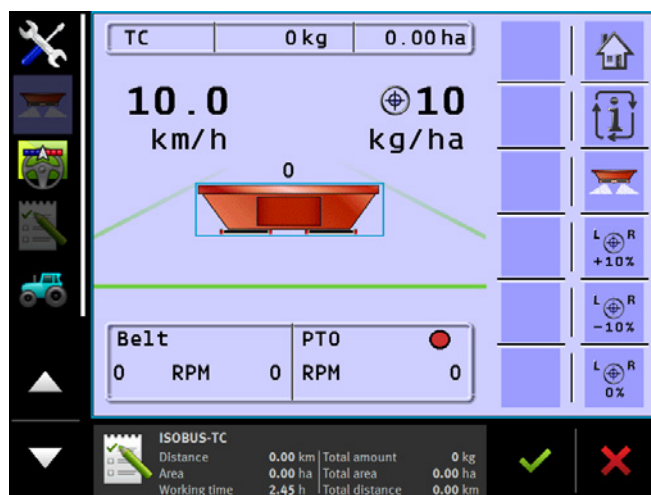 TC 0 kg 0.00 ha
10.0 10
km/h kg/ha
0
i
L R
+10%
L R
-10%
L R
0%
Belt PTO
0 RPM 0 RPM 0
ISOBUS-TC
Distance 0.00 km Total amount 0 kg
Area 0.00 ha Total area 0.00 ha
Working time 2.45 h Total distance 0.00 km